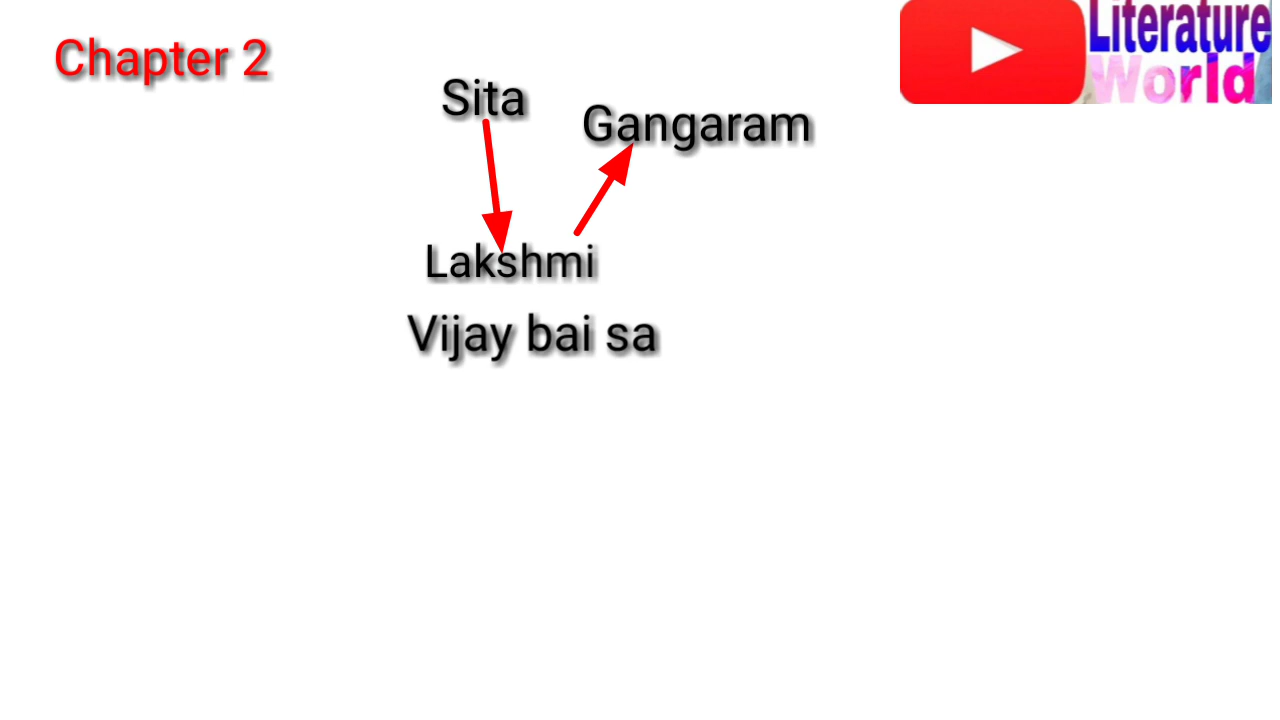 Chapter 2
Literature
World
Sita
Gangaram
Lakshmi
Vijay bai sa